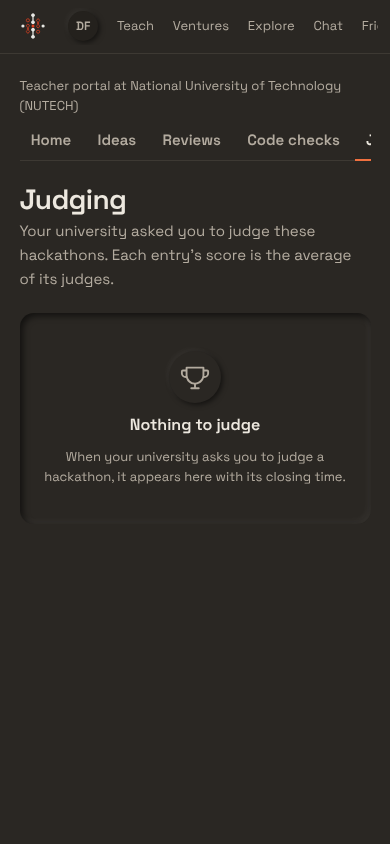 DF Teach Ventures Explore Chat
Teacher portal at National University of Technology
(NUTECH)
Home Ideas Reviews Code checks
Judging
Your university asked you to judge these
hackathons. Each entry's score is the average
of its judges.
Nothing to judge
When your university asks you to judge a
hackathon, it appears here with its closing time.